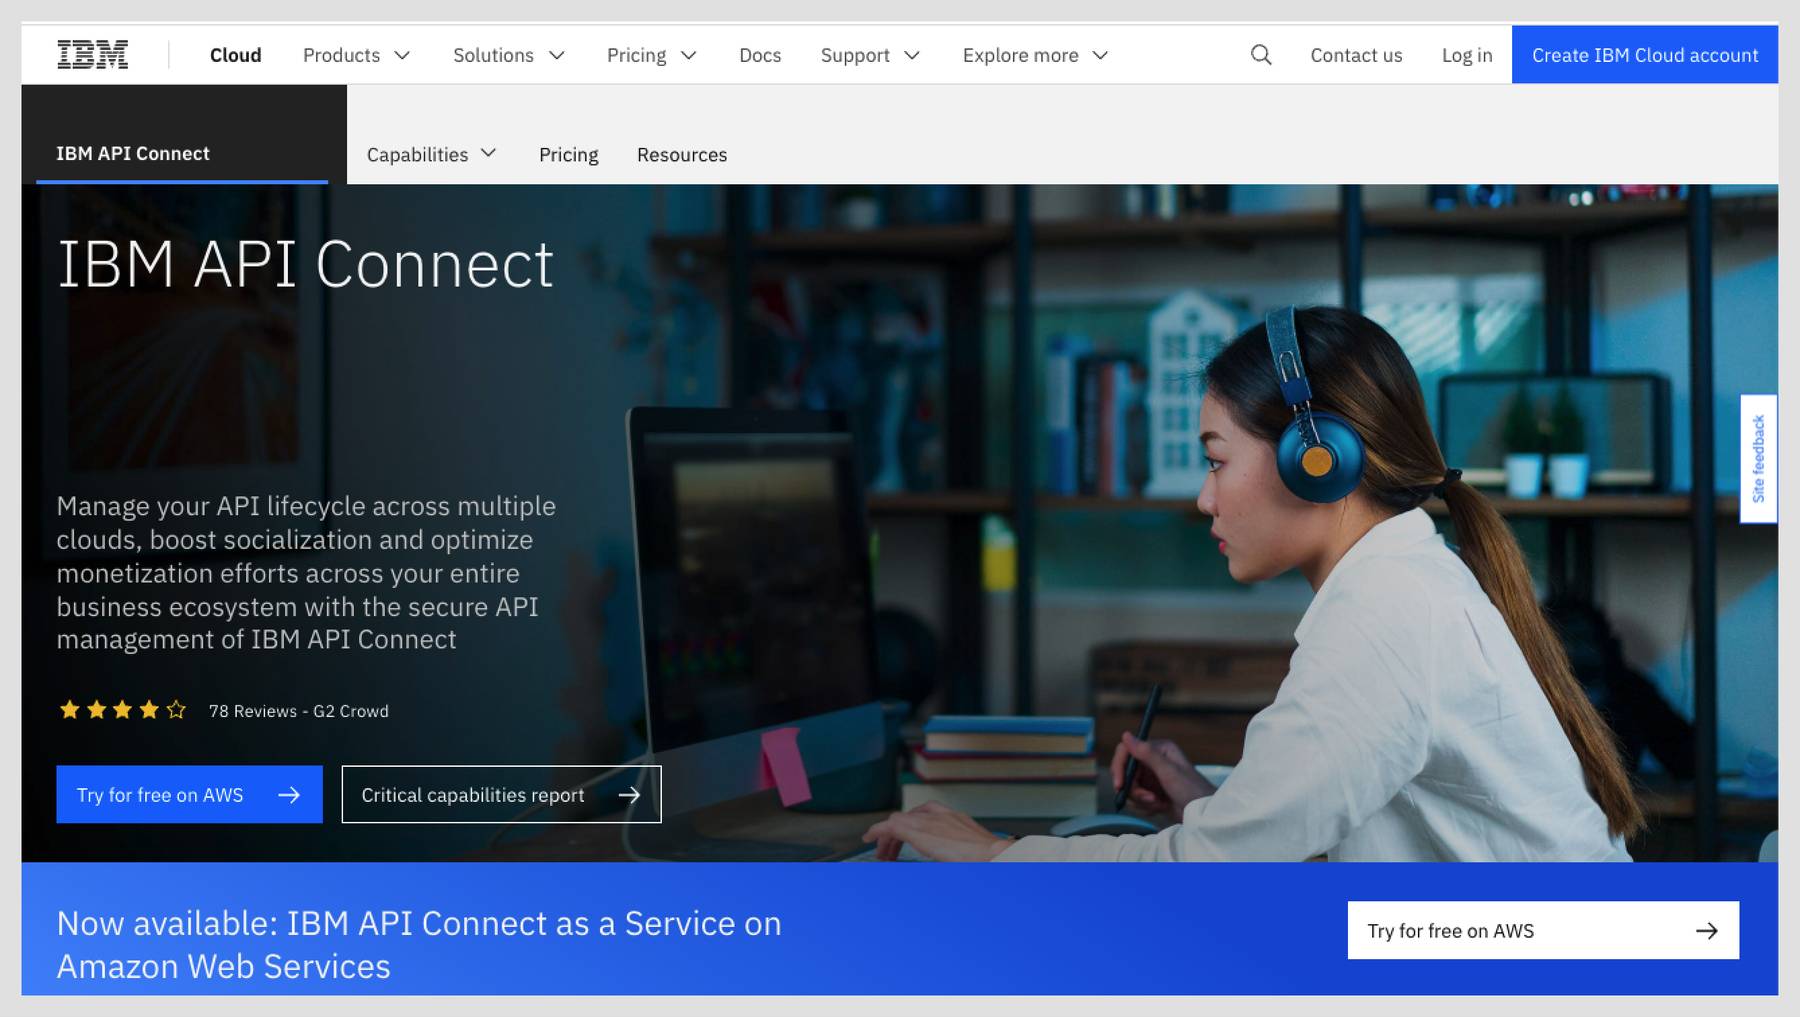 IBM
Cloud Products Solutions Pricing Docs Support Explore more Contact us Log in Create IBM Cloud account
IBM API Connect Capabilities Pricing Resources
IBM API Connect
Manage your API lifecycle across multiple
clouds, boost socialization and optimize
monetization efforts across your entire
business ecosystem with the secure API
management of IBM API Connect
78 Reviews - G2 Crowd
Try for free on AWS Critical capabilities report
Site feedback
Now available: IBM API Connect as a Service on
Amazon Web Services
Try for free on AWS